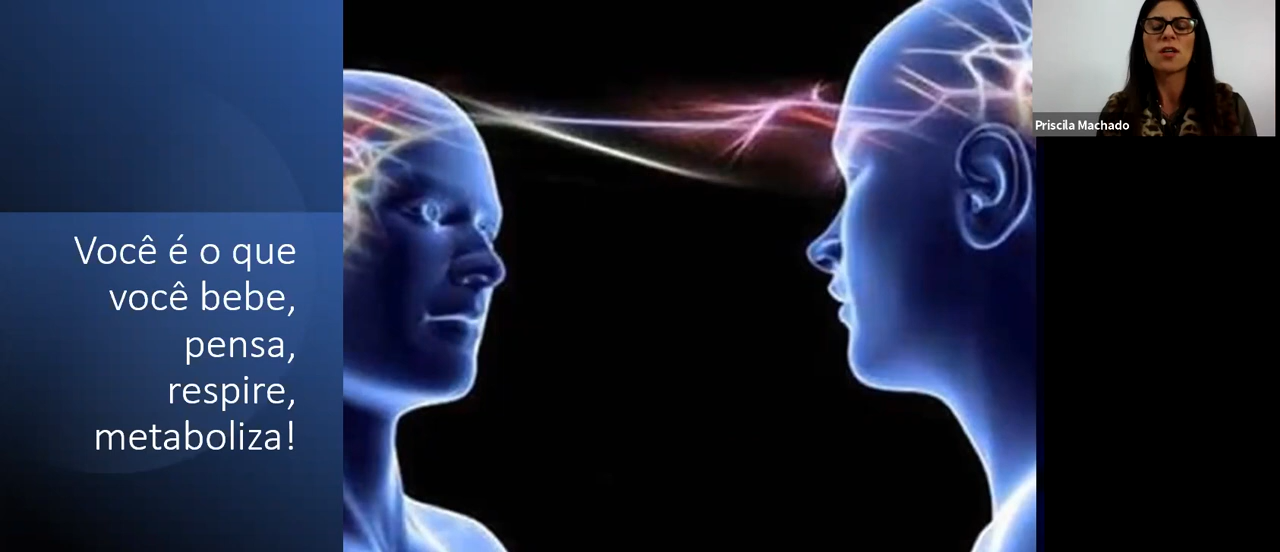 Você é o que
você bebe,
pensa,
respire,
metaboliza!
Priscila Machado